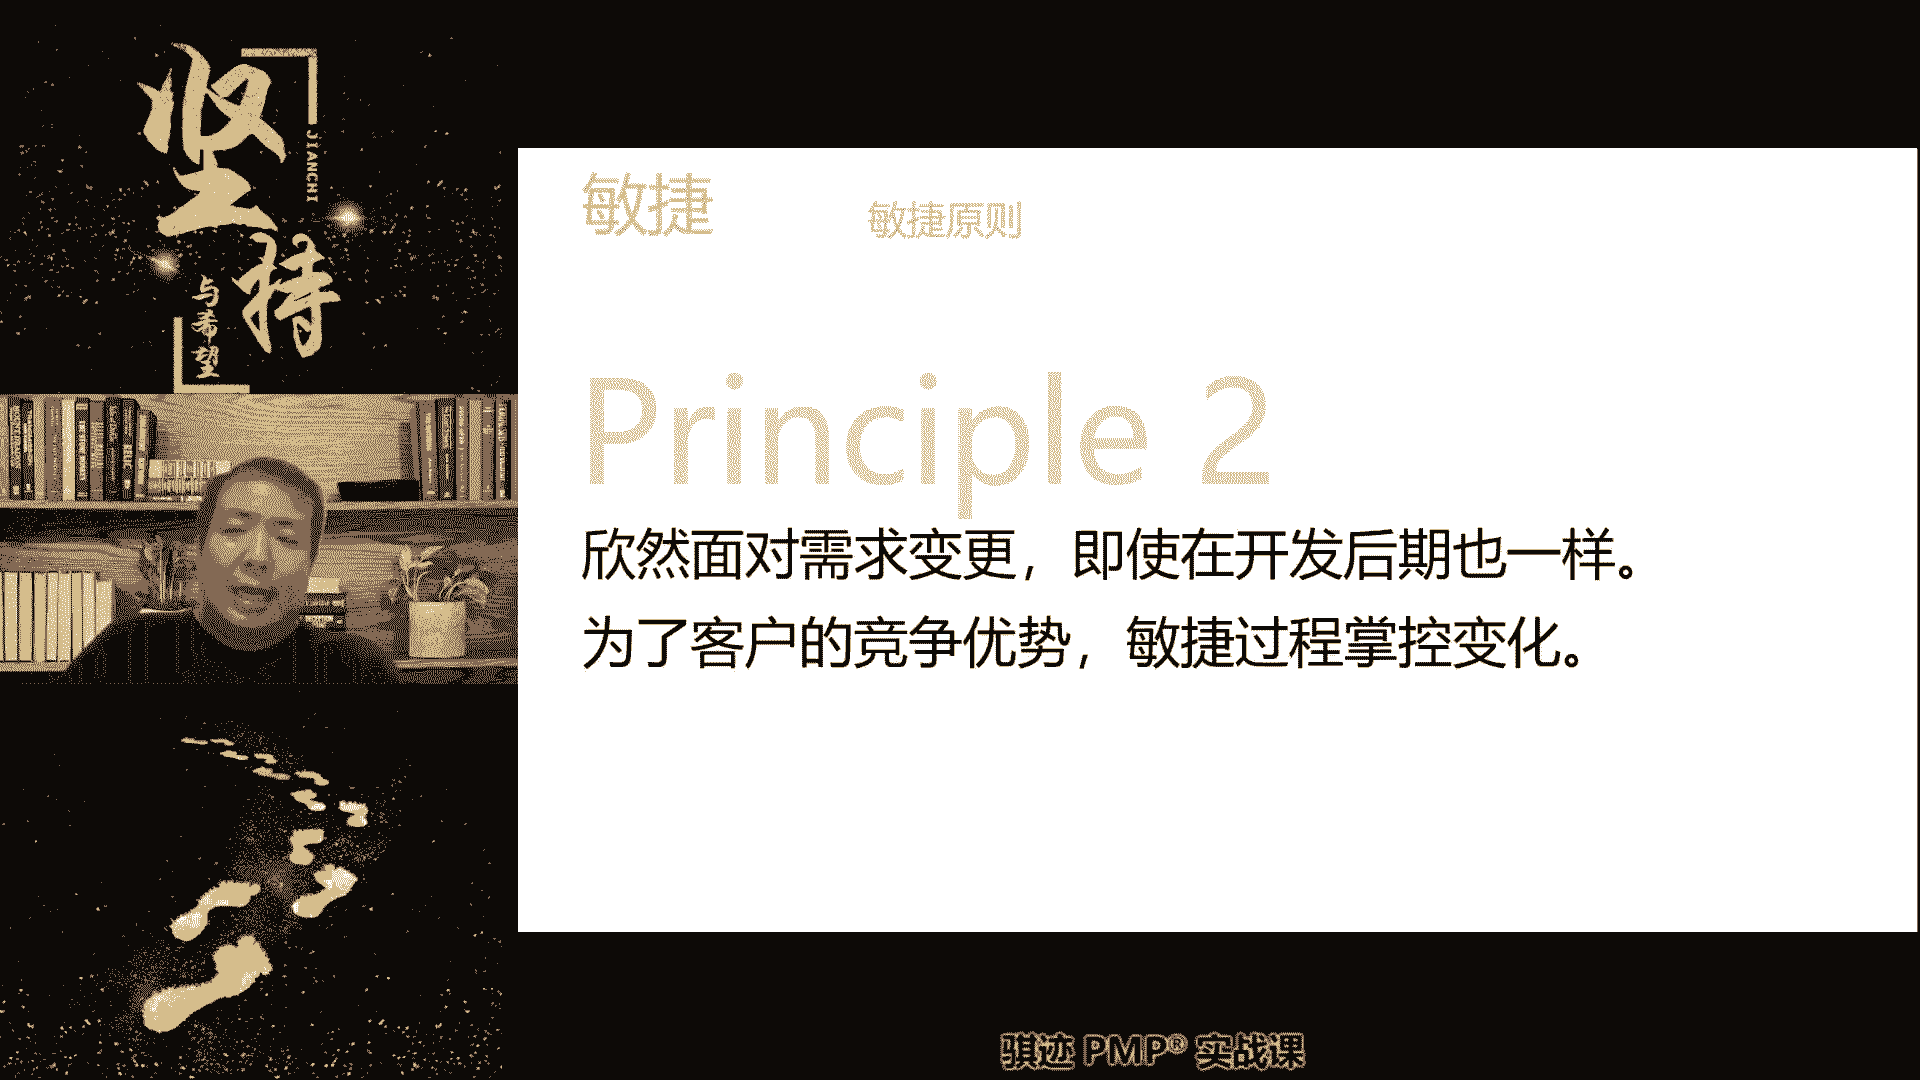 坚持
JIANCHI
与希望
敏捷
敏捷原则
Principle 2
欣然面对需求变更，即使在开发后期也一样。
为了客户的竞争优势，敏捷过程掌控变化。
骐迹 PMP® 实战课